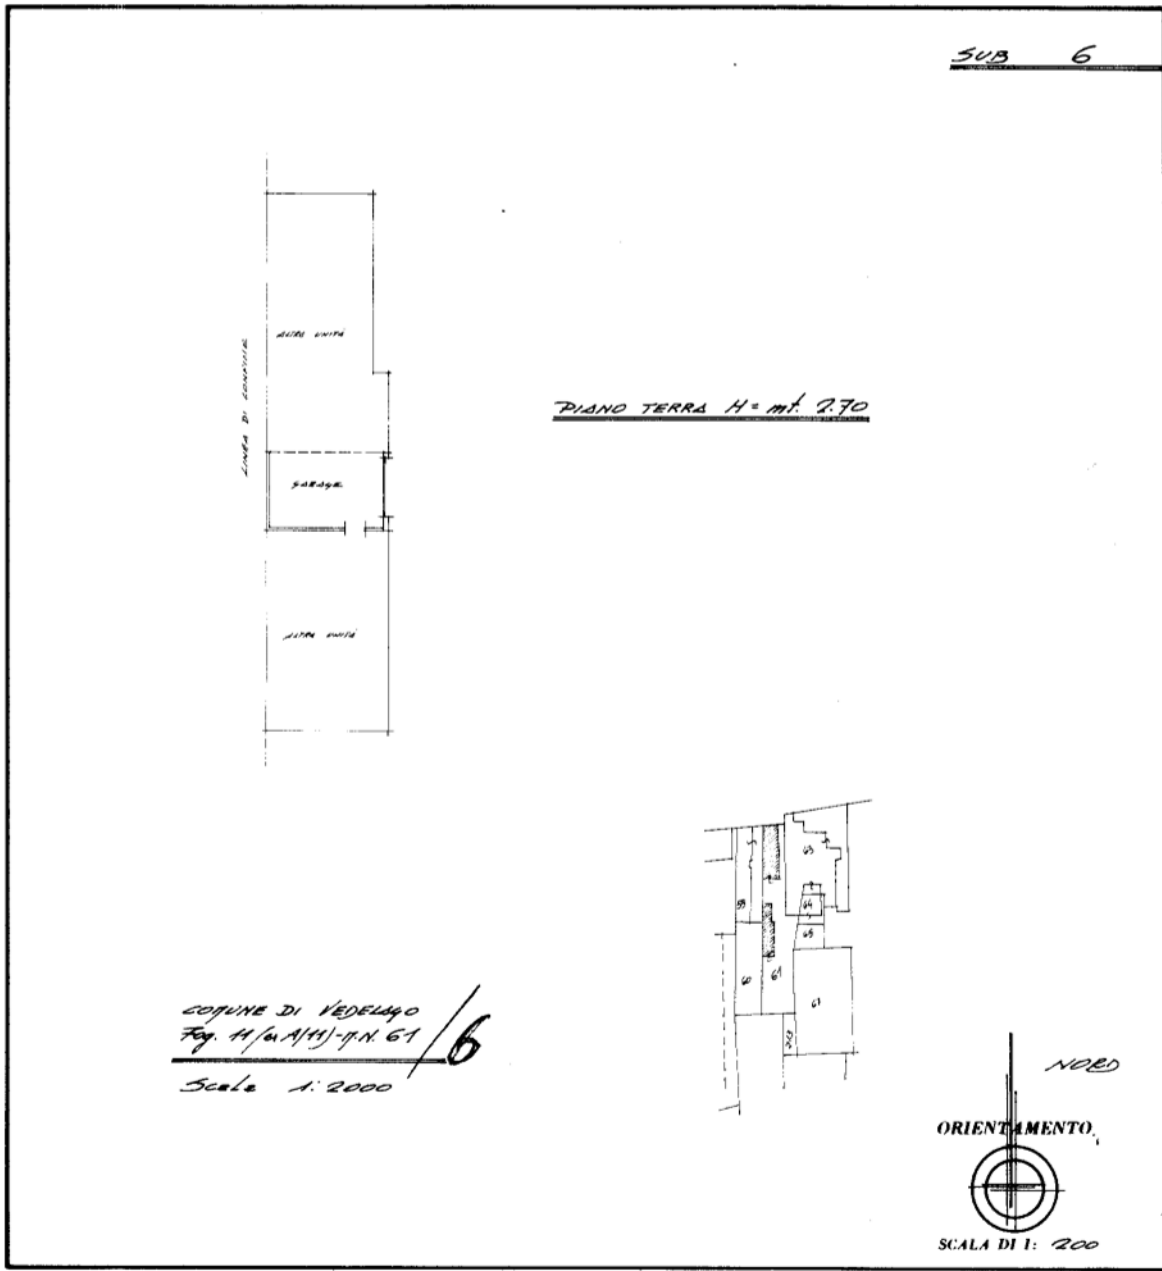 SUB 6
ALTRA UNITÀ
LINEA DI CONFINE
PIANO TERRA H = mt. 2.70
GARAGE
ALTRA UNITÀ
63
59
64
65
60
61
61
COMUNE DI VEDELAGO
Fog. 11 (ex A/11) - M.N. 61 / 6
Scala 1: 2000
NORD
ORIENTAMENTO
SCALA DI 1: 200